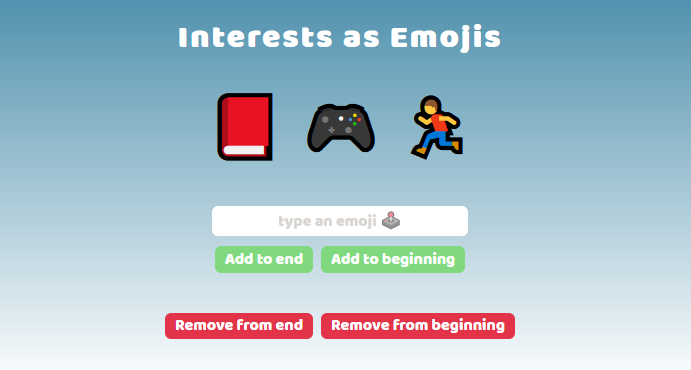 Interests as Emojis
type an emoji 🕹️
Add to end Add to beginning
Remove from end Remove from beginning